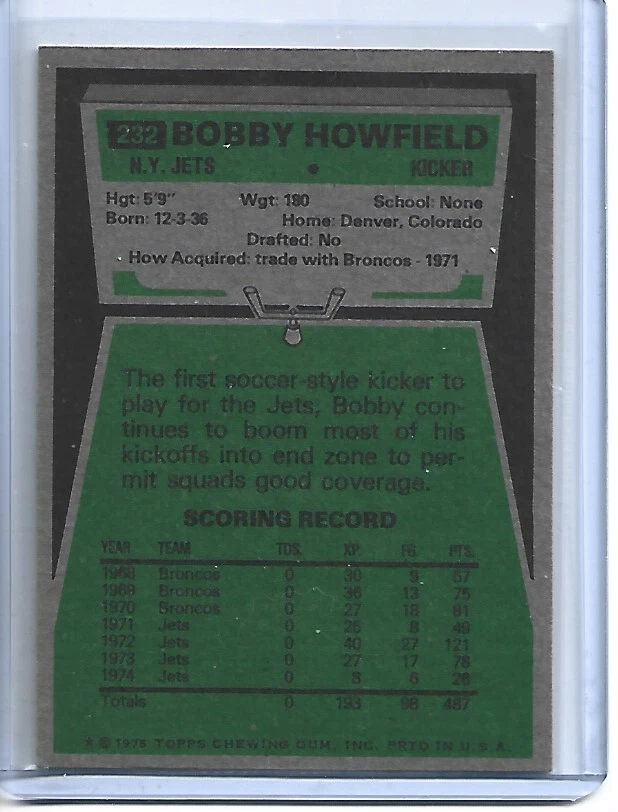 232 BOBBY HOWFIELD
N.Y. JETS • KICKER
Hgt: 5'9" Wgt: 180 School: None
Born: 12-3-36 Home: Denver, Colorado
Drafted: No
How Acquired: trade with Broncos - 1971
The first soccer-style kicker to
play for the Jets, Bobby con-
tinues to boom most of his
kickoffs into end zone to per-
mit squads good coverage.
SCORING RECORD
YEAR TEAM TDS. XP. FG. PTS.
1968 Broncos 0 30 9 57
1969 Broncos 0 36 13 75
1970 Broncos 0 27 18 81
1971 Jets 0 25 8 49
1972 Jets 0 40 27 121
1973 Jets 0 27 17 78
1974 Jets 0 8 6 26
Totals 0 193 98 487
★ © 1975 TOPPS CHEWING GUM, INC. PRTD IN U.S.A.